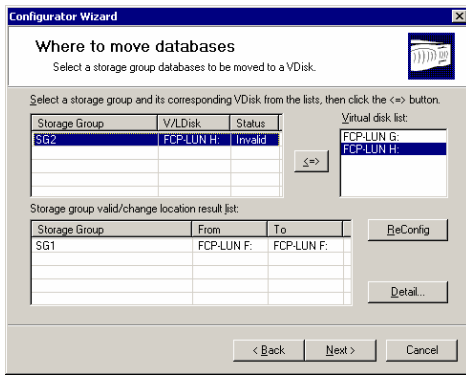 Configurator Wizard
Where to move databases
Select a storage group databases to be moved to a VDisk.
Select a storage group and its corresponding VDisk from the lists, then click the <=> button.
Storage Group V/LDisk Status
SG2 FCP-LUN H: Invalid
<=>
Virtual disk list:
FCP-LUN G:
FCP-LUN H:
Storage group valid/change location result list:
Storage Group From To
SG1 FCP-LUN F: FCP-LUN F:
ReConfig
Detail...
< Back Next > Cancel